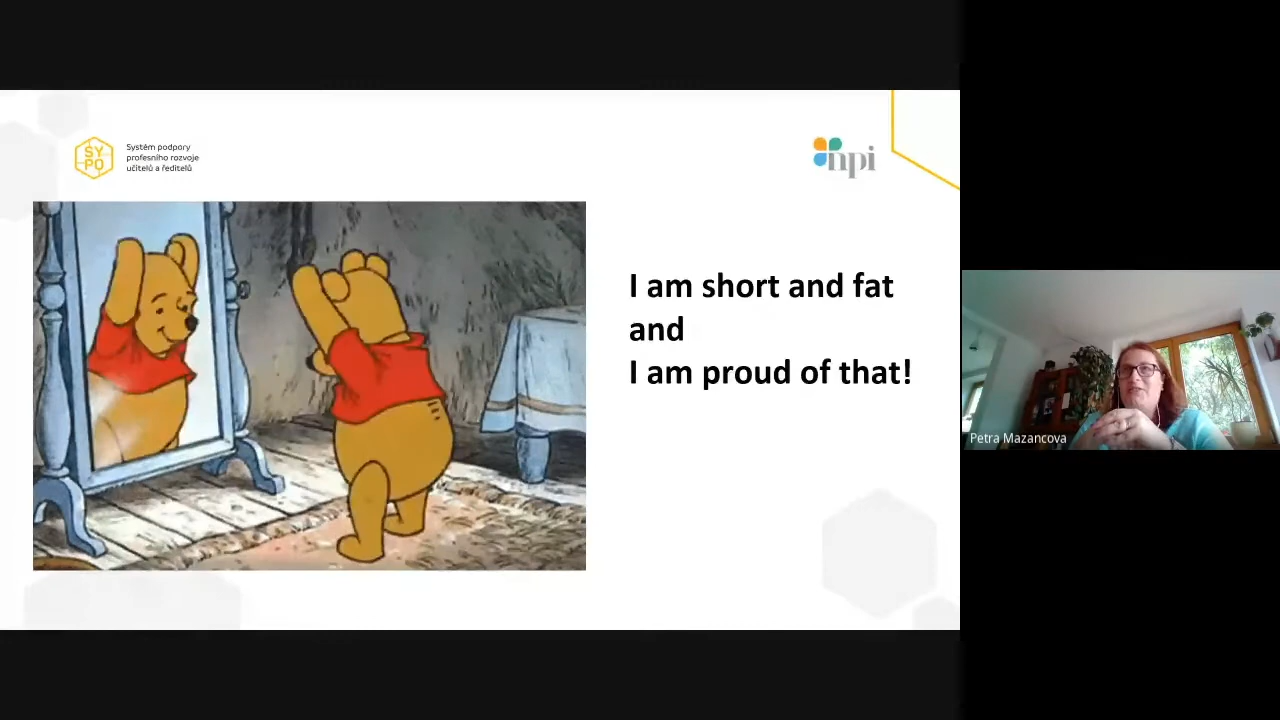 SY
PO
Systém podpory
profesního rozvoje
učitelů a ředitelů
npi
I am short and fat
and
I am proud of that!
Petra Mazancova